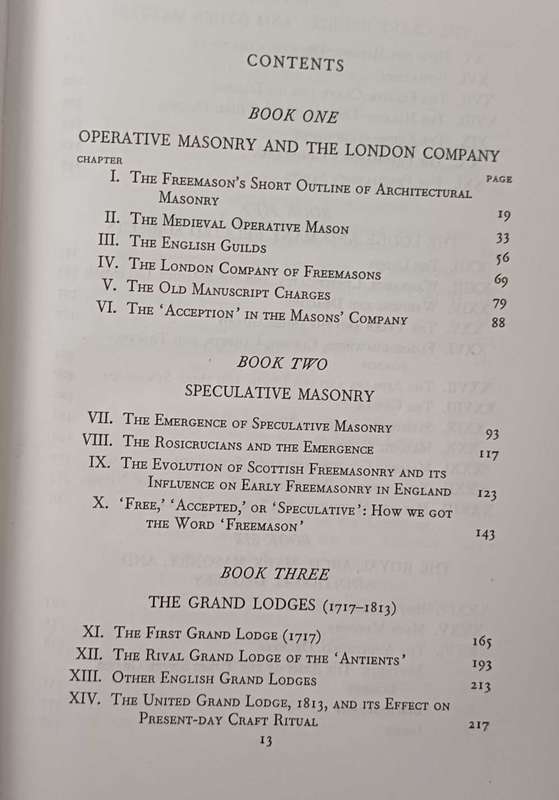 CONTENTS
BOOK ONE
OPERATIVE MASONRY AND THE LONDON COMPANY
CHAPTER PAGE
I. The Freemason's Short Outline of Architectural
Masonry 19
II. The Medieval Operative Mason 33
III. The English Guilds 56
IV. The London Company of Freemasons 69
V. The Old Manuscript Charges 79
VI. The 'Acception' in the Masons' Company 88
BOOK TWO
SPECULATIVE MASONRY
VII. The Emergence of Speculative Masonry 93
VIII. The Rosicrucians and the Emergence 117
IX. The Evolution of Scottish Freemasonry and its
Influence on Early Freemasonry in England 123
X. 'Free,' 'Accepted,' or 'Speculative': How we got
the Word 'Freemason' 143
BOOK THREE
THE GRAND LODGES (1717–1813)
XI. The First Grand Lodge (1717) 165
XII. The Rival Grand Lodge of the 'Antients' 193
XIII. Other English Grand Lodges 213
XIV. The United Grand Lodge, 1813, and its Effect on
Present-day Craft Ritual 217
13